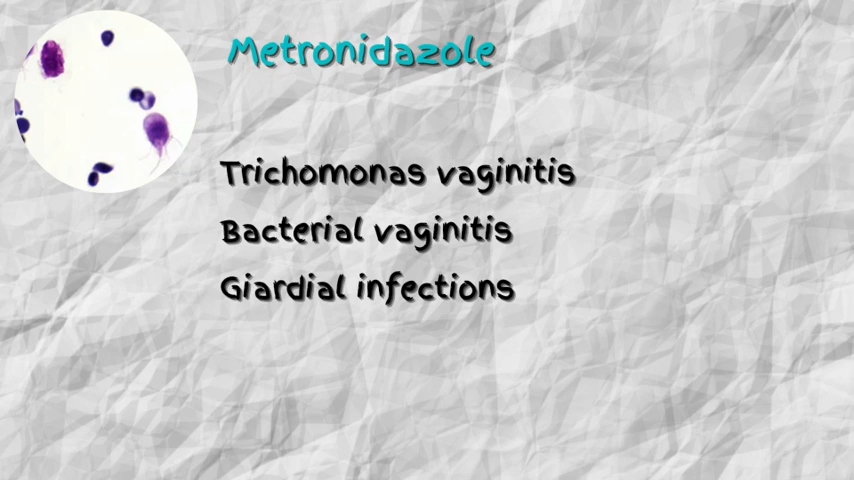 Metronidazole
Trichomonas vaginitis
Bacterial vaginitis
Giardial infections